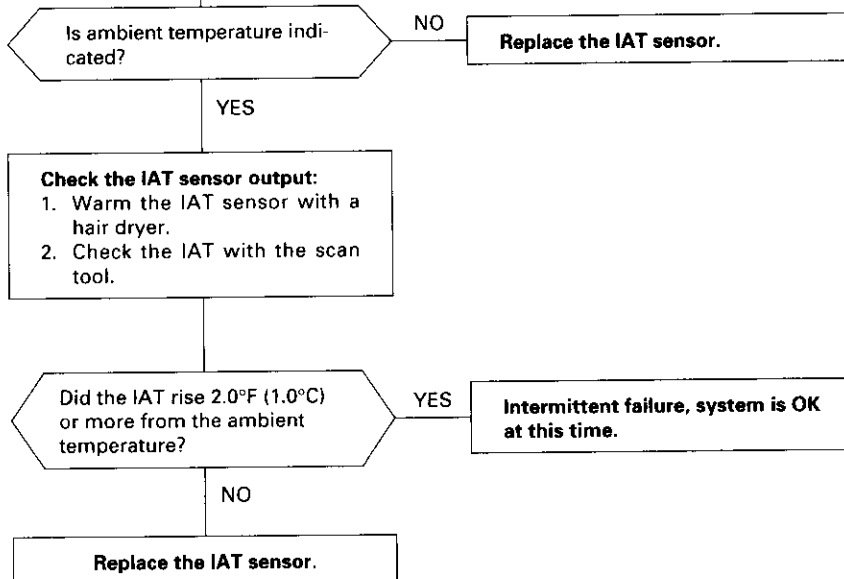 Is ambient temperature indi-
cated?
NO
Replace the IAT sensor.
YES
Check the IAT sensor output:
1. Warm the IAT sensor with a
hair dryer.
2. Check the IAT with the scan
tool.
Did the IAT rise 2.0°F (1.0°C)
or more from the ambient
temperature?
YES
Intermittent failure, system is OK
at this time.
NO
Replace the IAT sensor.